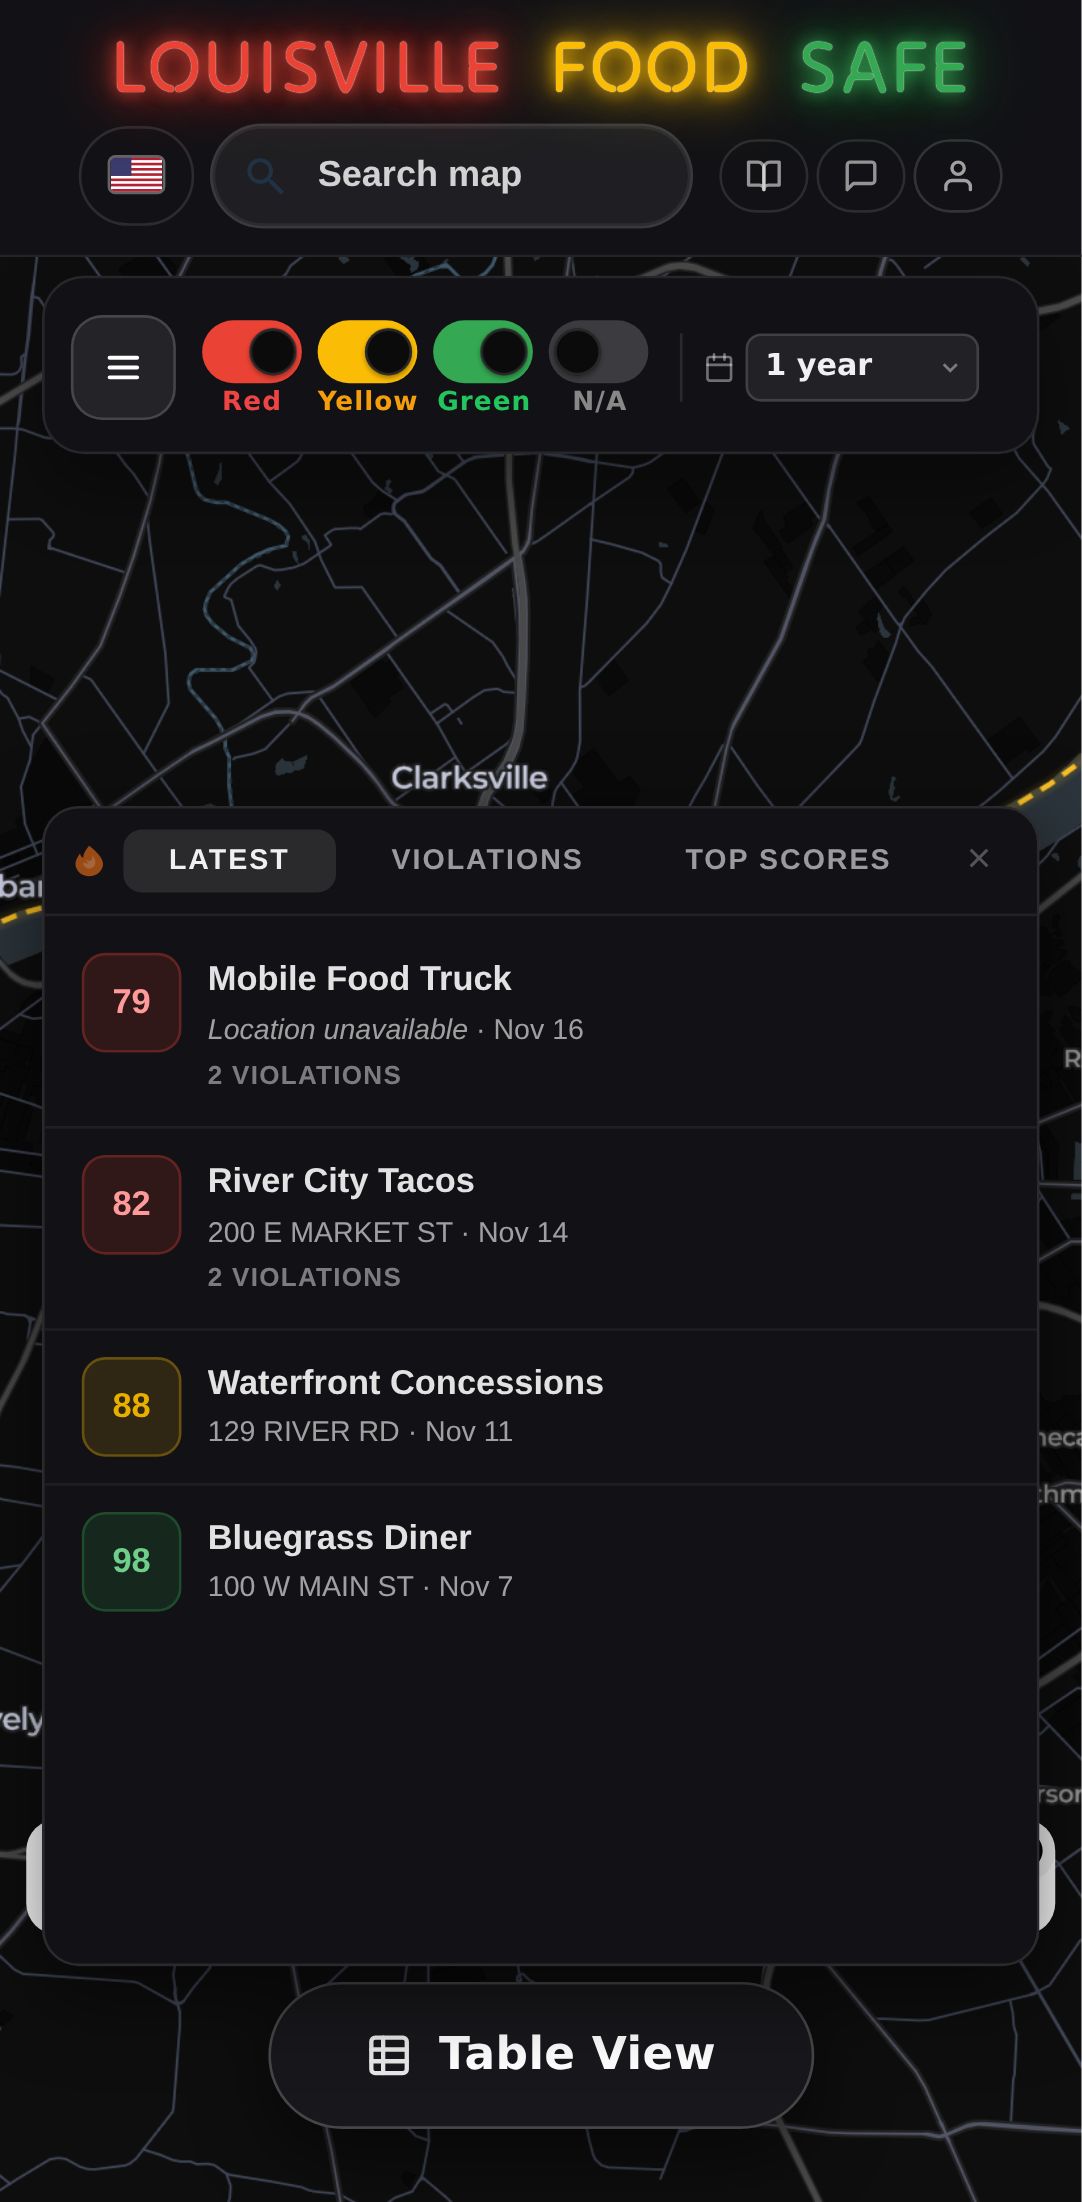 LOUISVILLE FOOD SAFE
Search map
Red Yellow Green N/A
1 year
Clarksville
LATEST VIOLATIONS TOP SCORES
79
Mobile Food Truck
Location unavailable · Nov 16
2 VIOLATIONS
82
River City Tacos
200 E MARKET ST · Nov 14
2 VIOLATIONS
88
Waterfront Concessions
129 RIVER RD · Nov 11
98
Bluegrass Diner
100 W MAIN ST · Nov 7
Table View